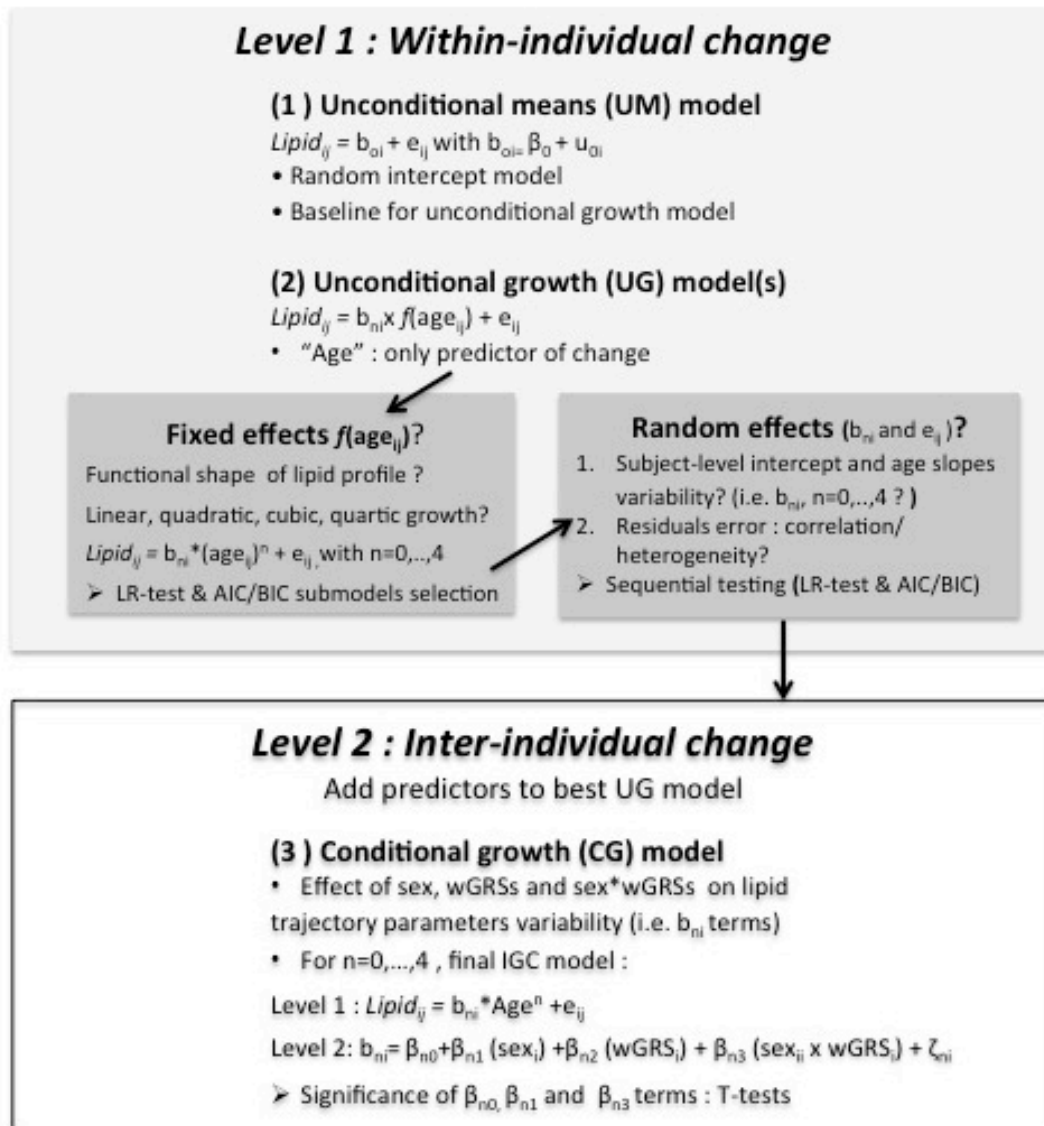 Level 1 : Within-individual change
(1 ) Unconditional means (UM) model
Lipidᵢⱼ = b₀ᵢ + eᵢⱼ with b₀ᵢ₌ β₀ + u₀ᵢ
• Random intercept model
• Baseline for unconditional growth model
(2) Unconditional growth (UG) model(s)
Lipidᵢⱼ = bₙᵢx f(ageᵢⱼ) + eᵢⱼ
• “Age” : only predictor of change
Fixed effects f(ageᵢⱼ)?
Functional shape of lipid profile ?
Linear, quadratic, cubic, quartic growth?
Lipidᵢⱼ = bₙᵢ*(ageᵢⱼ)ⁿ + eᵢⱼ, with n=0,..,4
➢ LR-test & AIC/BIC submodels selection
Random effects (bₙᵢ and eᵢⱼ )?
1. Subject-level intercept and age slopes
variability? (i.e. bₙᵢ, n=0,..,4 ? )
2. Residuals error : correlation/
heterogeneity?
➢ Sequential testing (LR-test & AIC/BIC)
Level 2 : Inter-individual change
Add predictors to best UG model
(3 ) Conditional growth (CG) model
• Effect of sex, wGRSs and sex*wGRSs on lipid
trajectory parameters variability (i.e. bₙᵢ terms)
• For n=0,...,4 , final IGC model :
Level 1 : Lipidᵢⱼ = bₙᵢ*Ageⁿ +eᵢⱼ
Level 2: bₙᵢ= βₙ₀+βₙ₁ (sexᵢ) +βₙ₂ (wGRSᵢ) + βₙ₃ (sexᵢᵢ x wGRSᵢ) + ζₙᵢ
➢ Significance of βₙ₀, βₙ₁ and βₙ₃ terms : T-tests